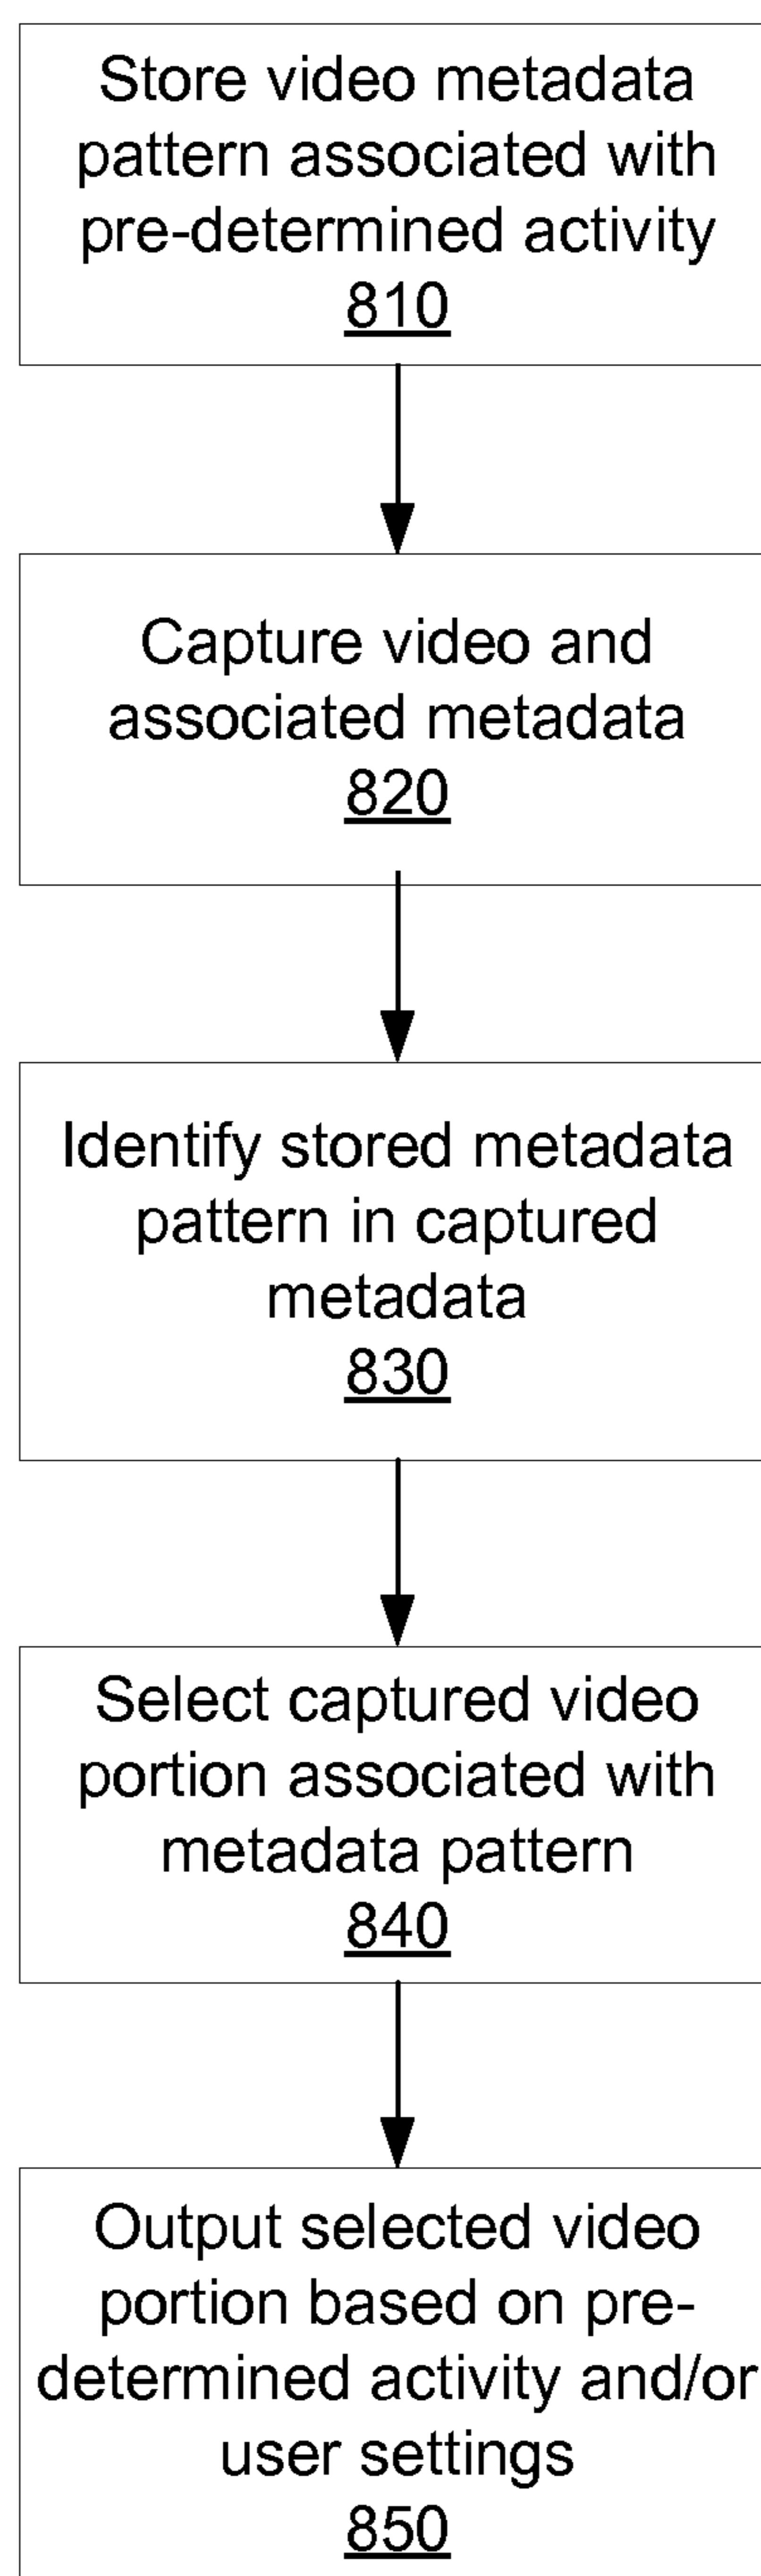 Store video metadata
pattern associated with
pre-determined activity
810
Capture video and
associated metadata
820
Identify stored metadata
pattern in captured
metadata
830
Select captured video
portion associated with
metadata pattern
840
Output selected video
portion based on pre-
determined activity and/or
user settings
850